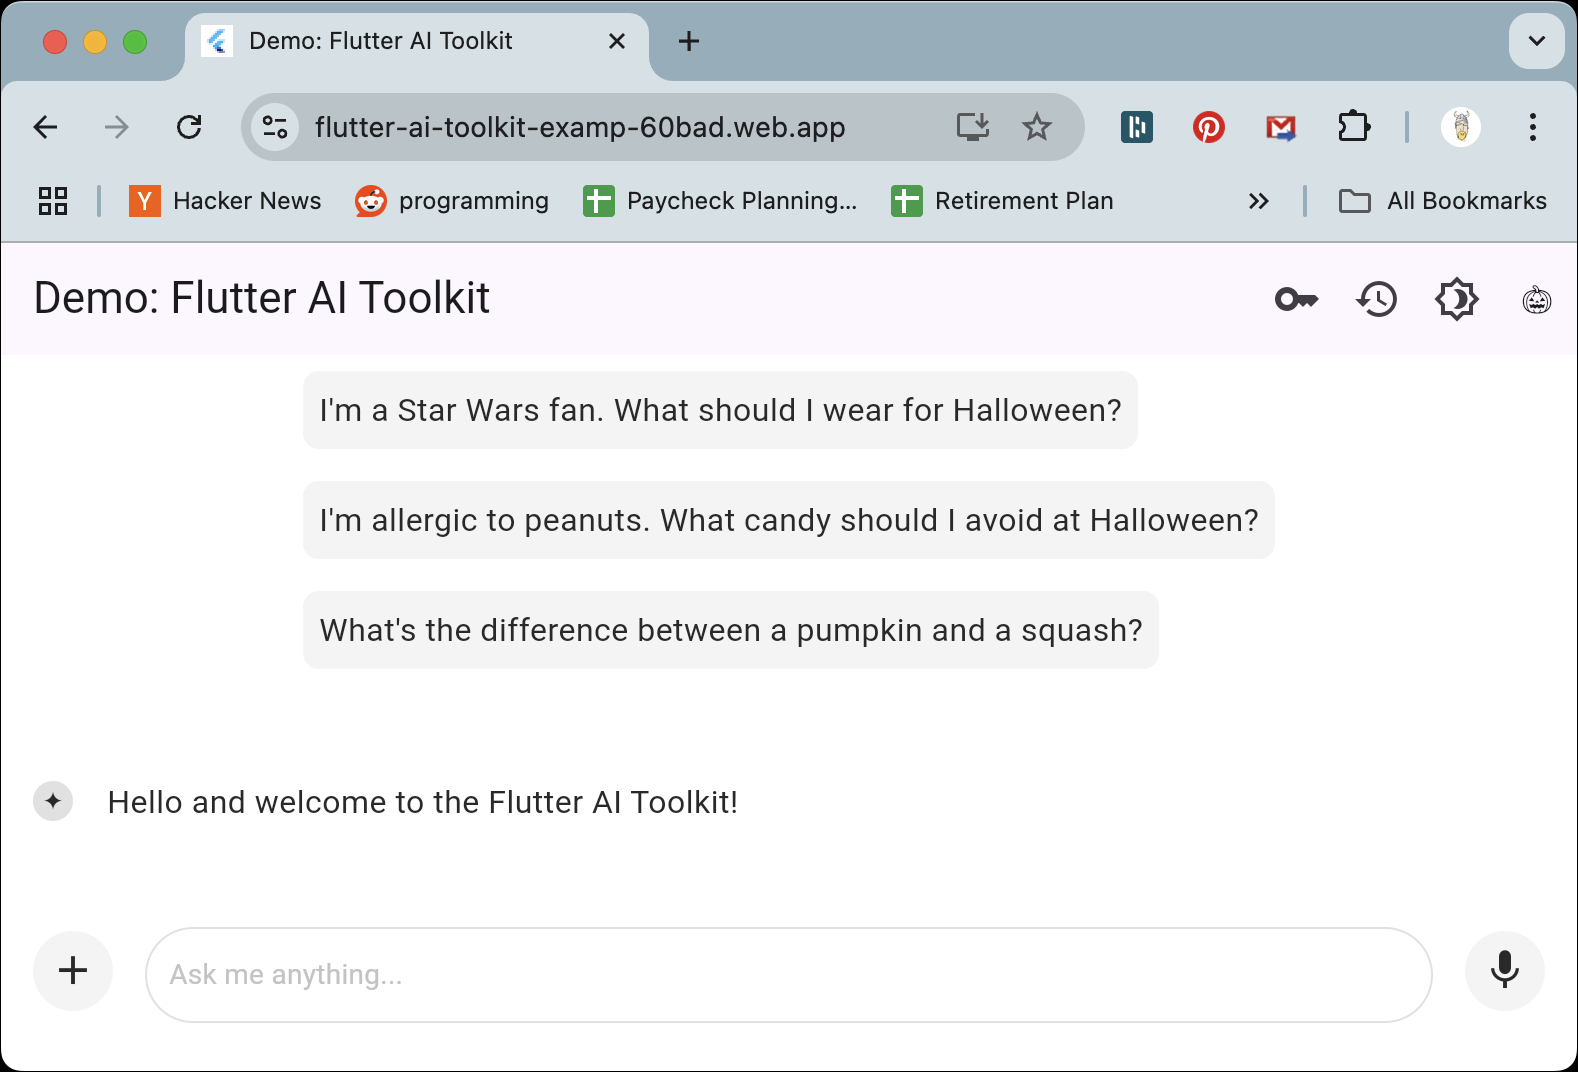 Demo: Flutter AI Toolkit
flutter-ai-toolkit-examp-60bad.web.app
Y Hacker News programming Paycheck Planning... Retirement Plan All Bookmarks
Demo: Flutter AI Toolkit
I'm a Star Wars fan. What should I wear for Halloween?
I'm allergic to peanuts. What candy should I avoid at Halloween?
What's the difference between a pumpkin and a squash?
Hello and welcome to the Flutter AI Toolkit!
Ask me anything...